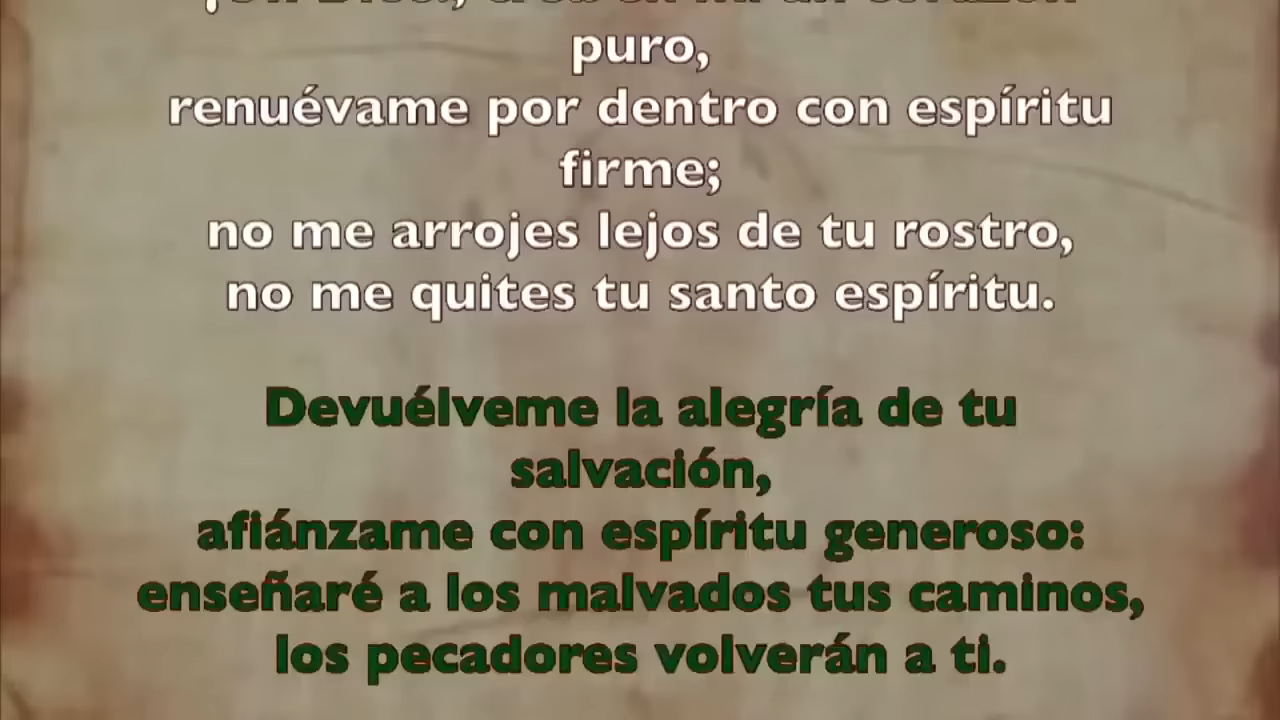 puro,
renuévame por dentro con espíritu
firme;
no me arrojes lejos de tu rostro,
no me quites tu santo espíritu.
Devuélveme la alegría de tu
salvación,
afiánzame con espíritu generoso:
enseñaré a los malvados tus caminos,
los pecadores volverán a ti.